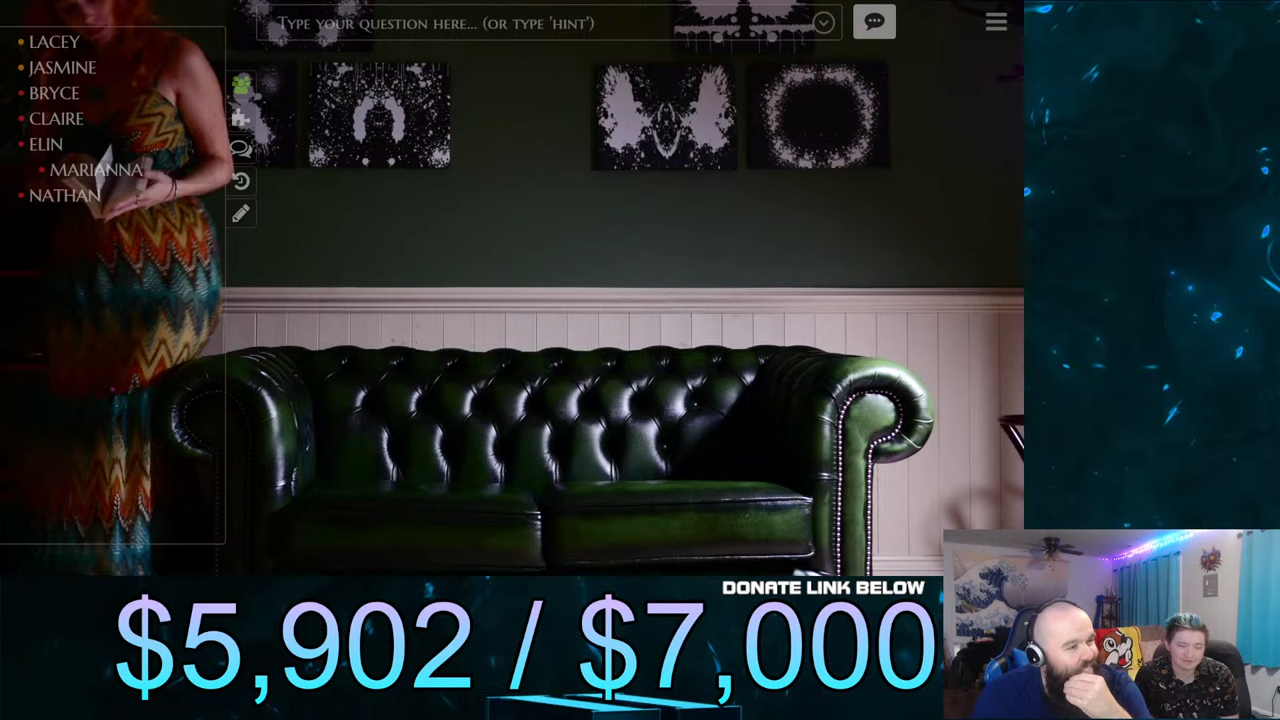 Type your question here... (or type 'hint')
LACEY
JASMINE
BRYCE
CLAIRE
ELIN
MARIANNA
NATHAN
DONATE LINK BELOW
$5,902 / $7,000